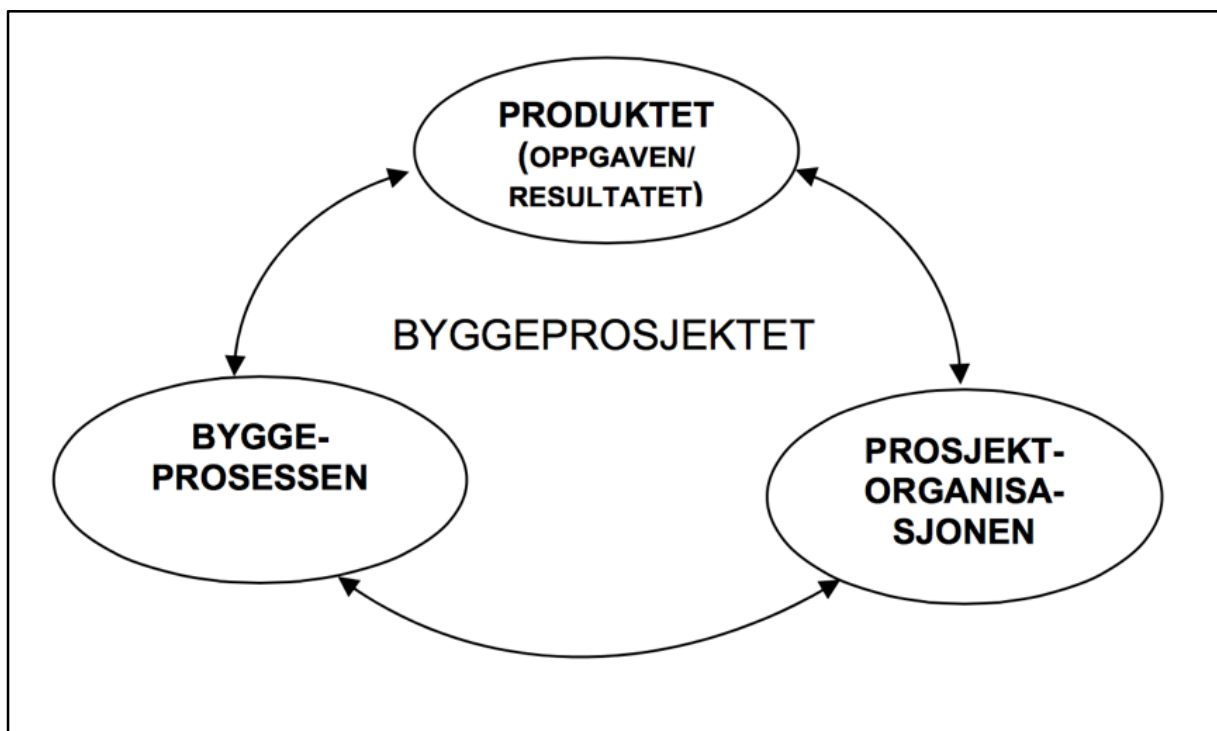 PRODUKTET
(OPPGAVEN/
RESULTATET)
BYGGEPROSJEKTET
BYGGE-
PROSESSEN
PROSJEKT-
ORGANISA-
SJONEN